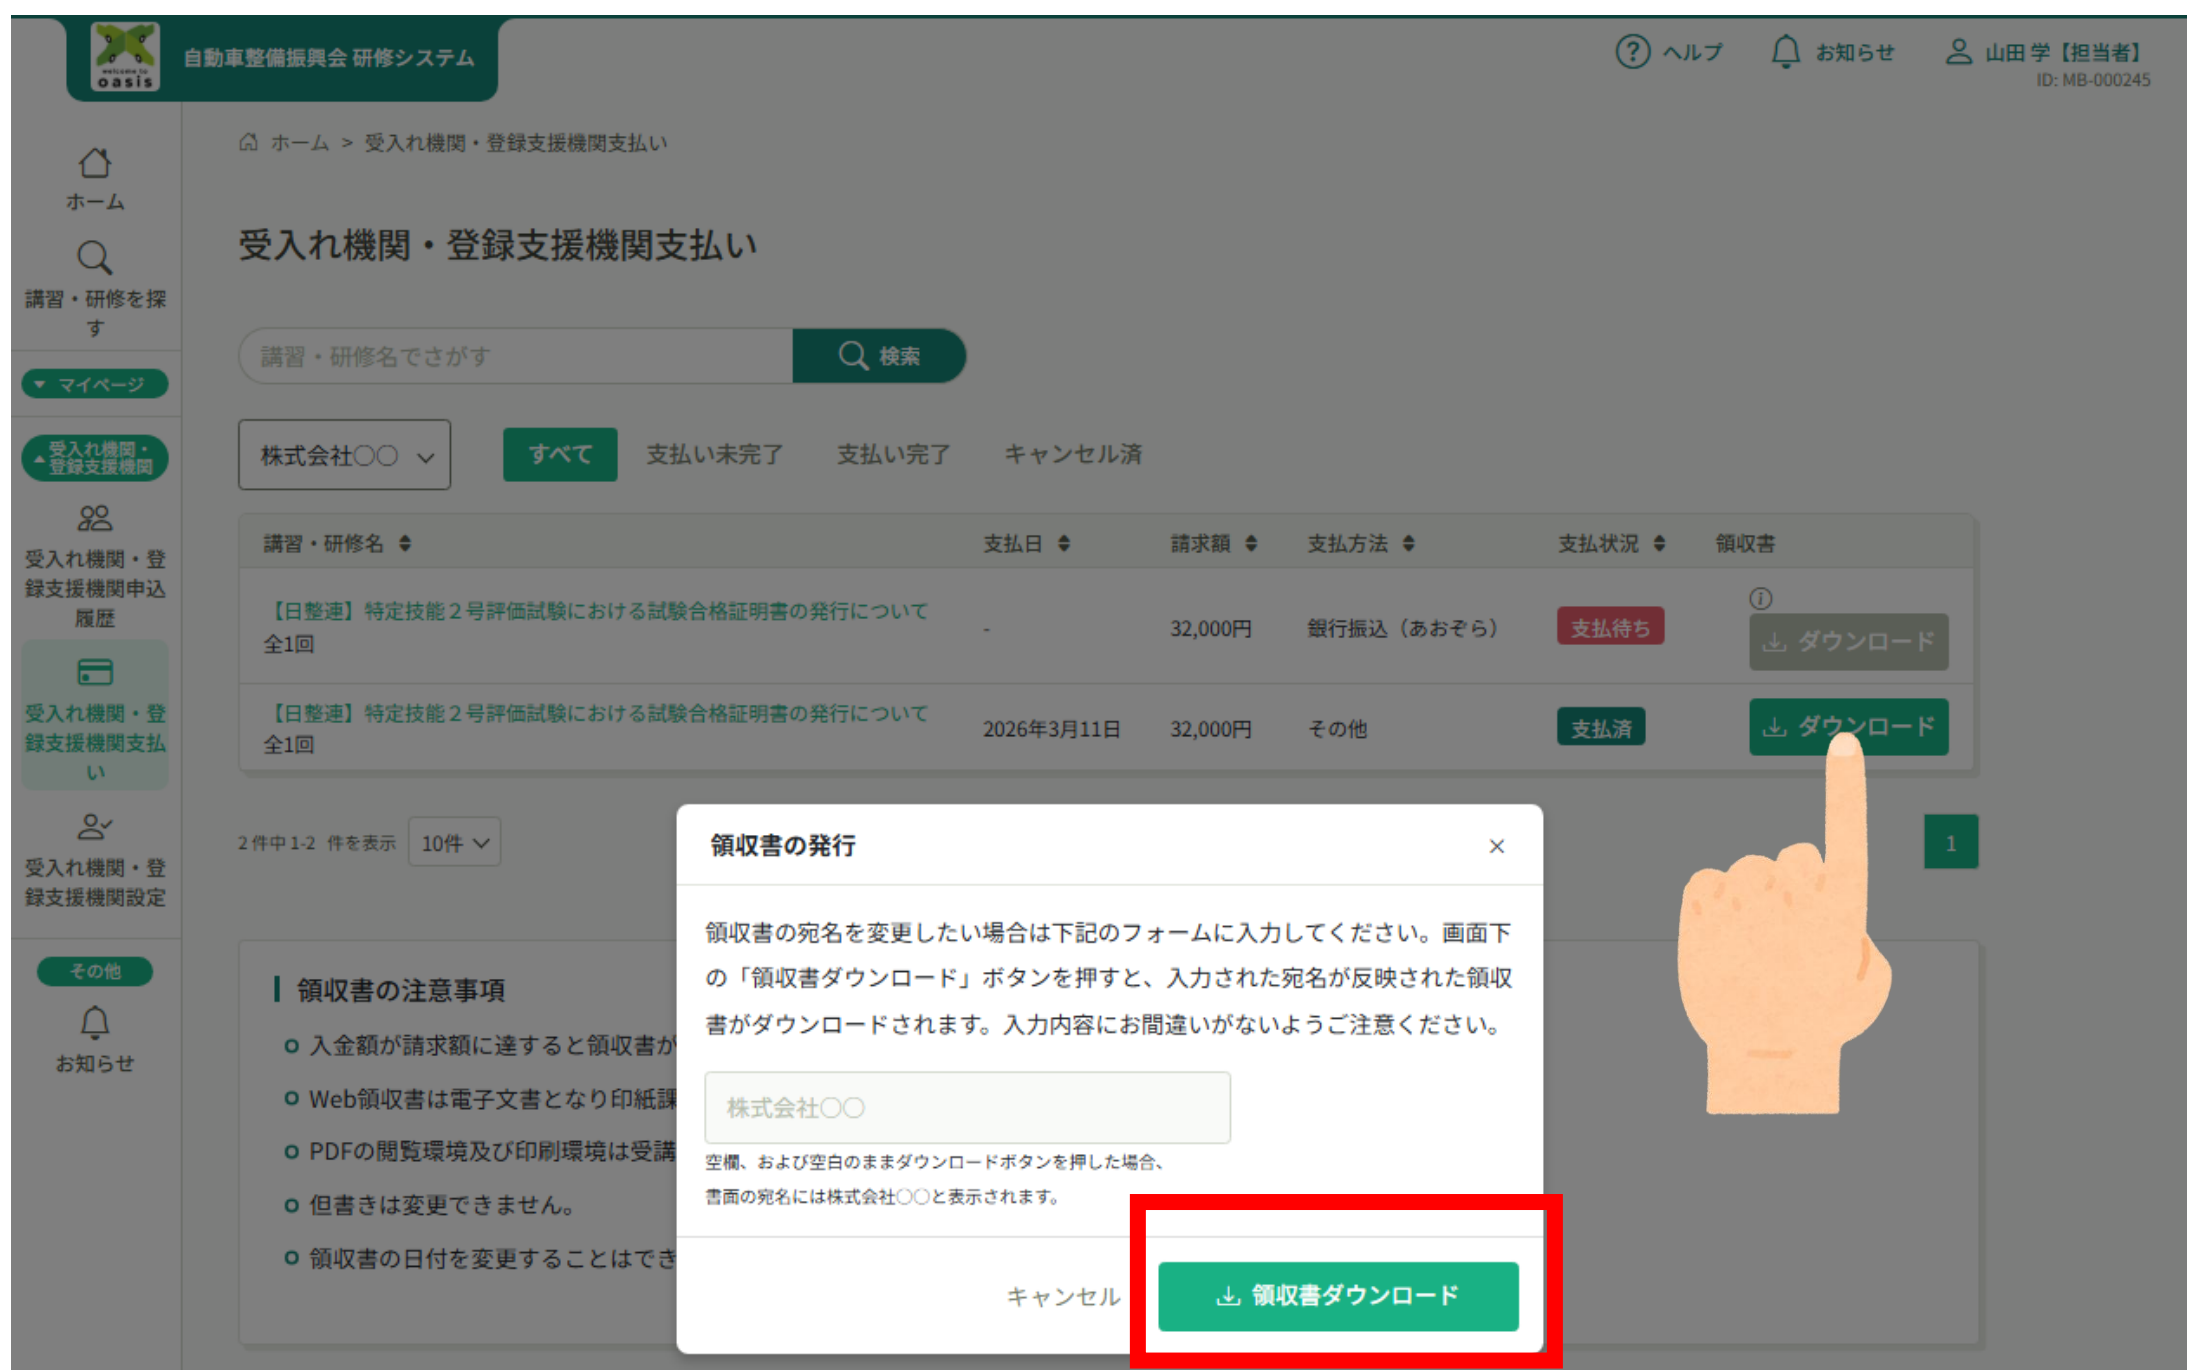 welcome to
oasis
自動車整備振興会 研修システム
ヘルプ
お知らせ
山田 学【担当者】
ID: MB-000245
ホーム > 受入れ機関・登録支援機関支払い
ホーム
講習・研修を探
す
マイページ
受入れ機関・
登録支援機関
受入れ機関・登
録支援機関申込
履歴
受入れ機関・登
録支援機関支払
い
受入れ機関・登
録支援機関設定
その他
お知らせ
受入れ機関・登録支援機関支払い
講習・研修名でさがす
検索
株式会社〇〇
すべて 支払い未完了 支払い完了 キャンセル済
講習・研修名 支払日 請求額 支払方法 支払状況 領収書
【日整連】特定技能２号評価試験における試験合格証明書の発行について
全1回
- 32,000円 銀行振込（あおぞら） 支払待ち ダウンロード
【日整連】特定技能２号評価試験における試験合格証明書の発行について
全1回
2026年3月11日 32,000円 その他 支払済 ダウンロード
2 件中 1-2 件を表示 10件
1
領収書の注意事項
入金額が請求額に達すると領収書が
Web領収書は電子文書となり印紙課
PDFの閲覧環境及び印刷環境は受講
但書きは変更できません。
領収書の日付を変更することはでき
領収書の発行
×
領収書の宛名を変更したい場合は下記のフォームに入力してください。画面下
の「領収書ダウンロード」ボタンを押すと、入力された宛名が反映された領収
書がダウンロードされます。入力内容にお間違いがないようご注意ください。
株式会社〇〇
空欄、および空白のままダウンロードボタンを押した場合、
書面の宛名には株式会社〇〇と表示されます。
キャンセル
領収書ダウンロード